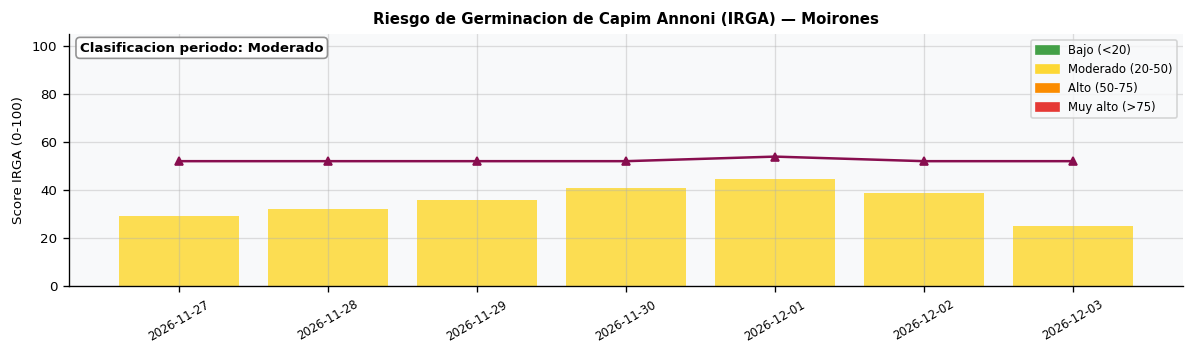 Riesgo de Germinacion de Capim Annoni (IRGA) — Moirones
Clasificacion periodo: Moderado
Bajo (<20)
Moderado (20-50)
Alto (50-75)
Muy alto (>75)
Score IRGA (0-100)
100
80
60
40
20
0
2026-11-27
2026-11-28
2026-11-29
2026-11-30
2026-12-01
2026-12-02
2026-12-03